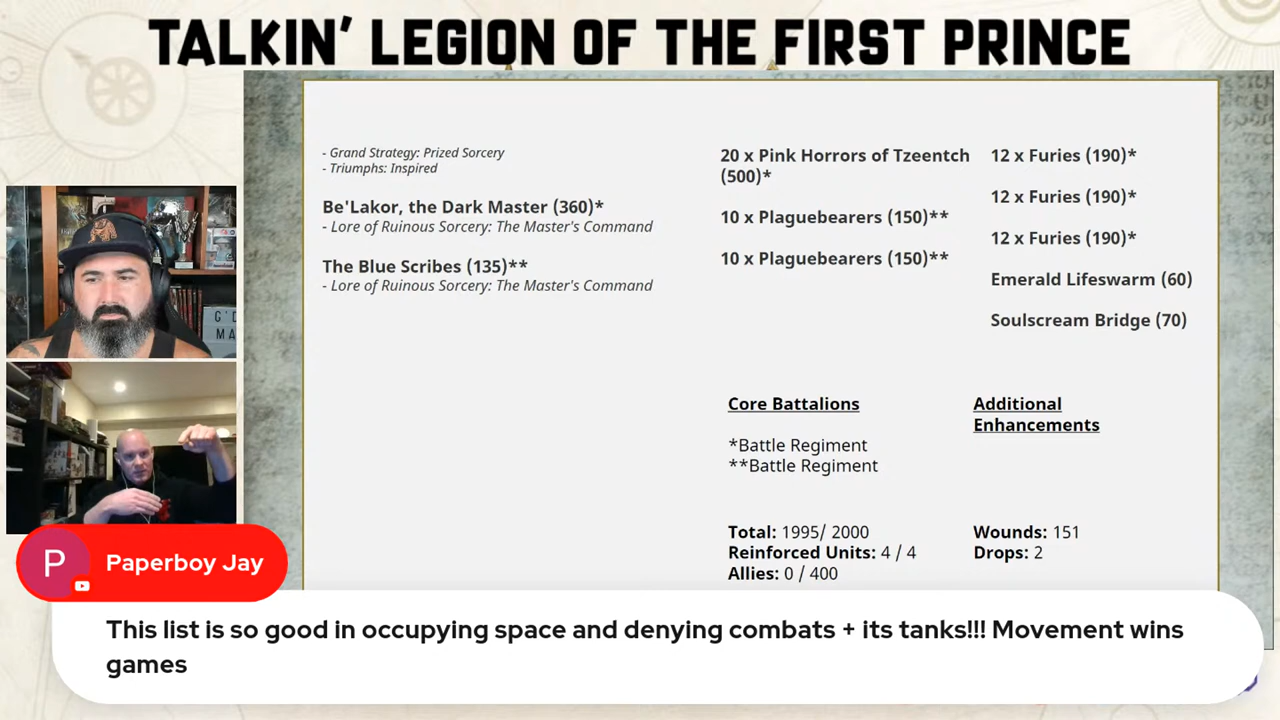 TALKIN' LEGION OF THE FIRST PRINCE
- Grand Strategy: Prized Sorcery
- Triumphs: Inspired
Be'Lakor, the Dark Master (360)*
- Lore of Ruinous Sorcery: The Master's Command
The Blue Scribes (135)**
- Lore of Ruinous Sorcery: The Master's Command
20 x Pink Horrors of Tzeentch
(500)*
10 x Plaguebearers (150)**
10 x Plaguebearers (150)**
12 x Furies (190)*
12 x Furies (190)*
12 x Furies (190)*
Emerald Lifeswarm (60)
Soulscream Bridge (70)
Core Battalions
*Battle Regiment
**Battle Regiment
Additional
Enhancements
Total: 1995/ 2000
Reinforced Units: 4 / 4
Allies: 0 / 400
Wounds: 151
Drops: 2
G'D
MA
P
Paperboy Jay
This list is so good in occupying space and denying combats + its tanks!!! Movement wins
games